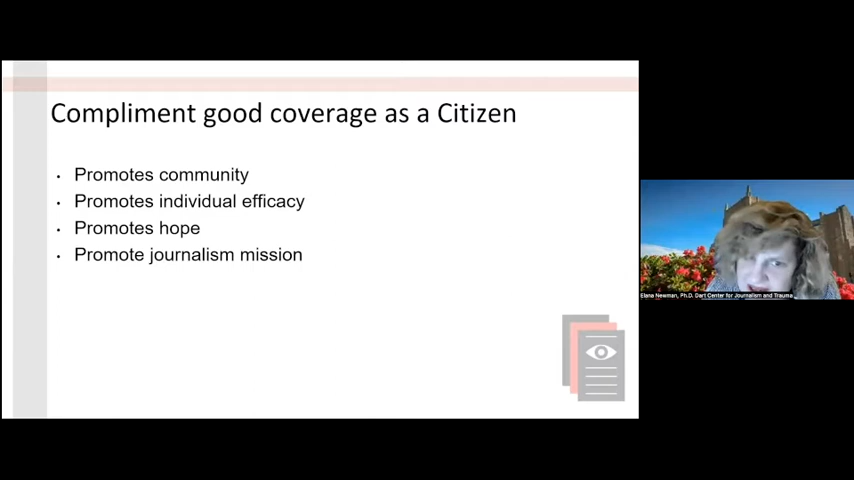 Compliment good coverage as a Citizen
Promotes community
Promotes individual efficacy
Promotes hope
Promote journalism mission
Elana Newman, Ph.D. Dart Center for Journalism and Trauma